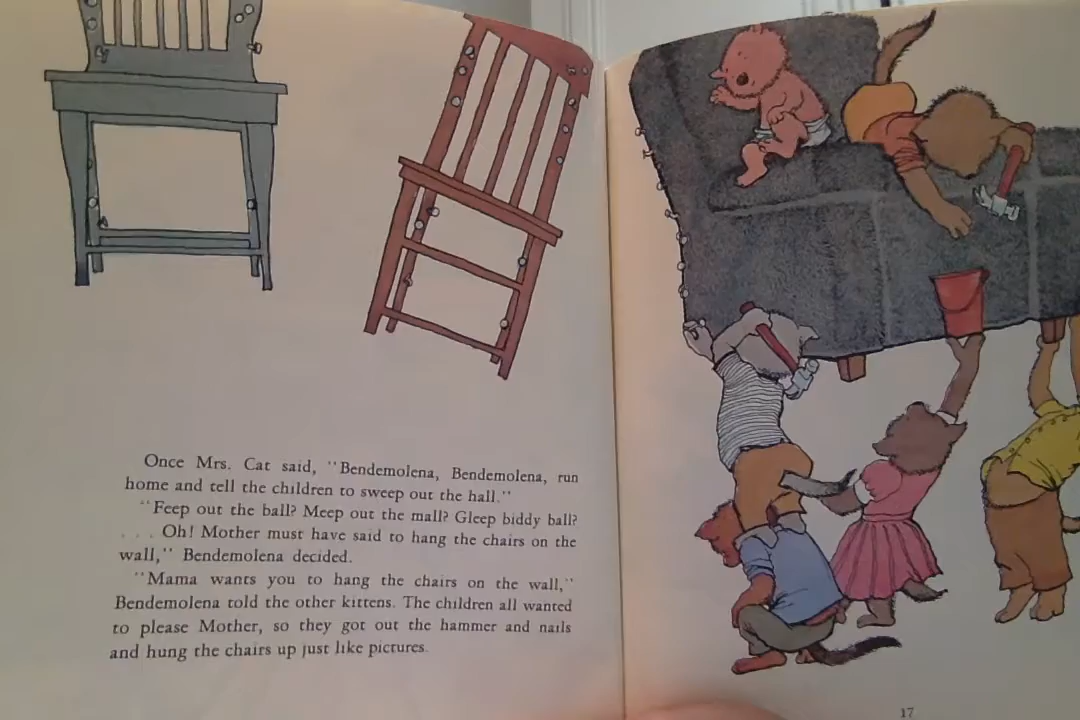 Once Mrs. Cat said, "Bendemolena, Bendemolena, run
home and tell the children to sweep out the hall."
"Feep out the ball? Meep out the mall? Gleep biddy ball?
. . . Oh! Mother must have said to hang the chairs on the
wall," Bendemolena decided.
"Mama wants you to hang the chairs on the wall,"
Bendemolena told the other kittens. The children all wanted
to please Mother, so they got out the hammer and nails
and hung the chairs up just like pictures.
17